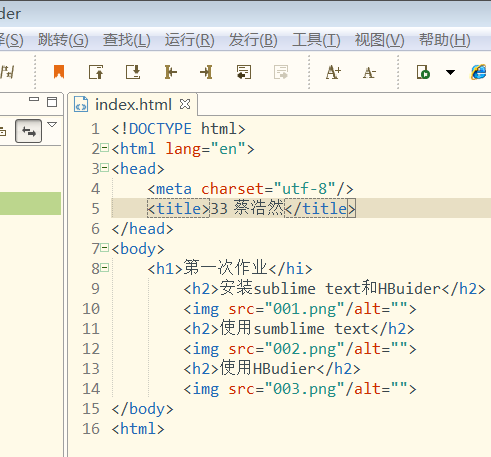 der
择(S) 跳转(G) 查找(L) 运行(R) 发行(B) 工具(T) 视图(V) 帮助(H)
A+ A-
index.html
1 <!DOCTYPE html>
2 <html lang="en">
3 <head>
4 <meta charset="utf-8"/>
5 <title>33 蔡浩然</title>
6 </head>
7 <body>
8 <h1>第一次作业</hi>
9 <h2>安装sublime text和HBuider</h2>
10 <img src="001.png"/alt="">
11 <h2>使用sumblime text</h2>
12 <img src="002.png"/alt="">
13 <h2>使用HBudier</h2>
14 <img src="003.png"/alt="">
15 </body>
16 <html>